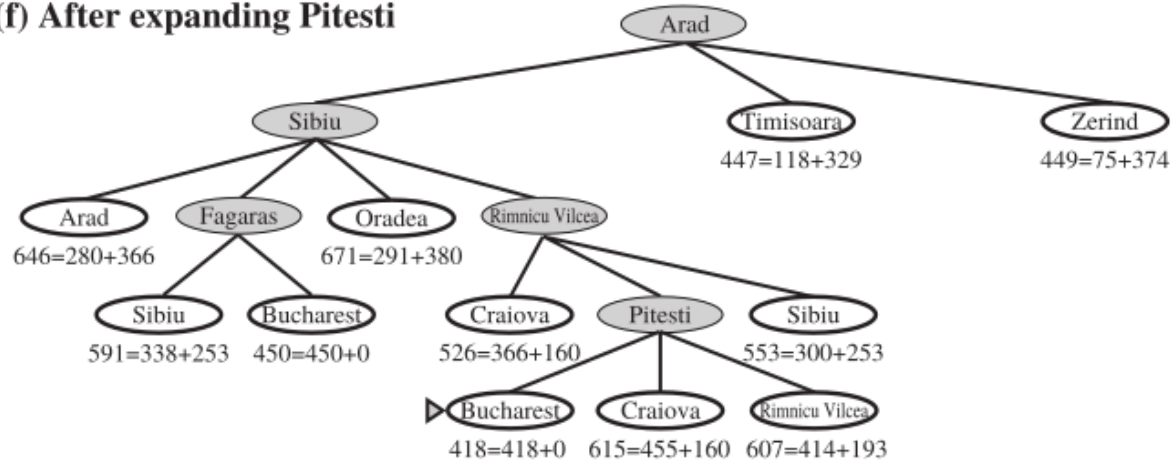 (f) After expanding Pitesti
Arad
Sibiu
Timisoara
Zerind
447=118+329
449=75+374
Arad
Fagaras
Oradea
Rimnicu Vilcea
646=280+366
671=291+380
Sibiu
Bucharest
Craiova
Pitesti
Sibiu
591=338+253
450=450+0
526=366+160
553=300+253
Bucharest
Craiova
Rimnicu Vilcea
418=418+0
615=455+160
607=414+193